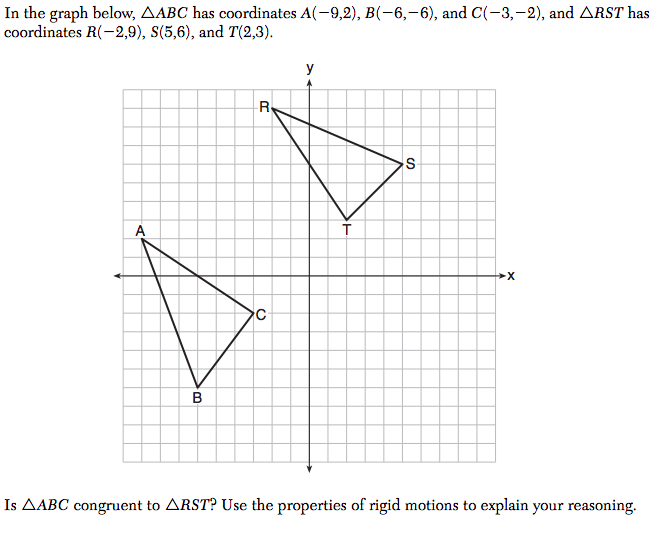 In the graph below, △ABC has coordinates A(−9,2), B(−6,−6), and C(−3,−2), and △RST has
coordinates R(−2,9), S(5,6), and T(2,3).
y
R
S
T
A
x
C
B
Is △ABC congruent to △RST? Use the properties of rigid motions to explain your reasoning.